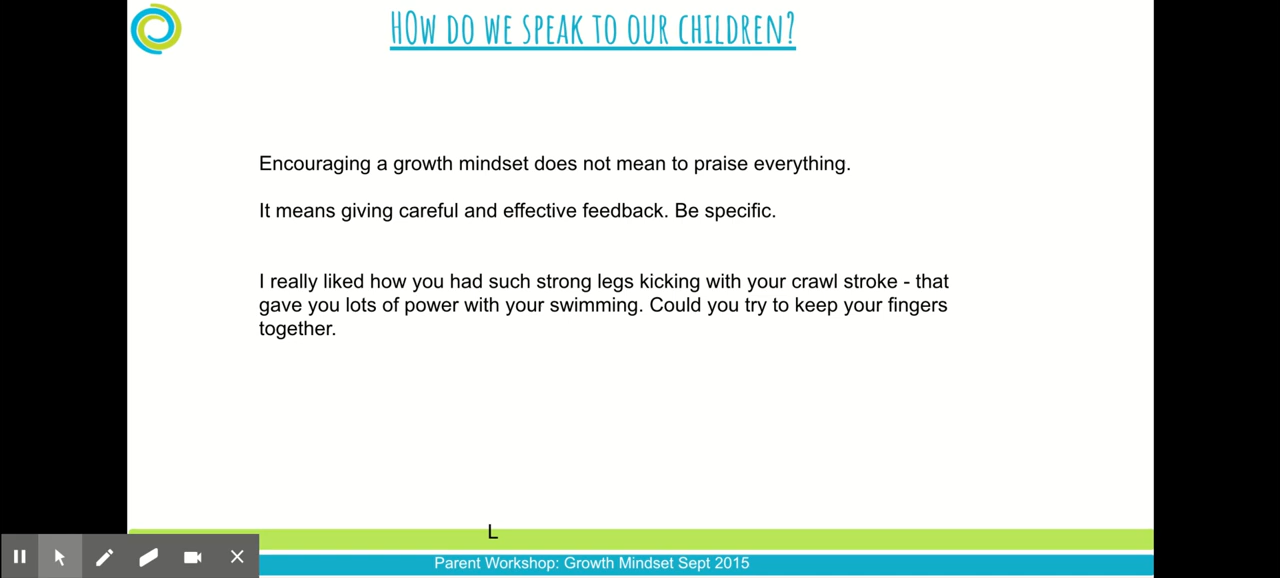 HOW DO WE SPEAK TO OUR CHILDREN?
Encouraging a growth mindset does not mean to praise everything.
It means giving careful and effective feedback. Be specific.
I really liked how you had such strong legs kicking with your crawl stroke - that
gave you lots of power with your swimming. Could you try to keep your fingers
together.
L
Parent Workshop: Growth Mindset Sept 2015